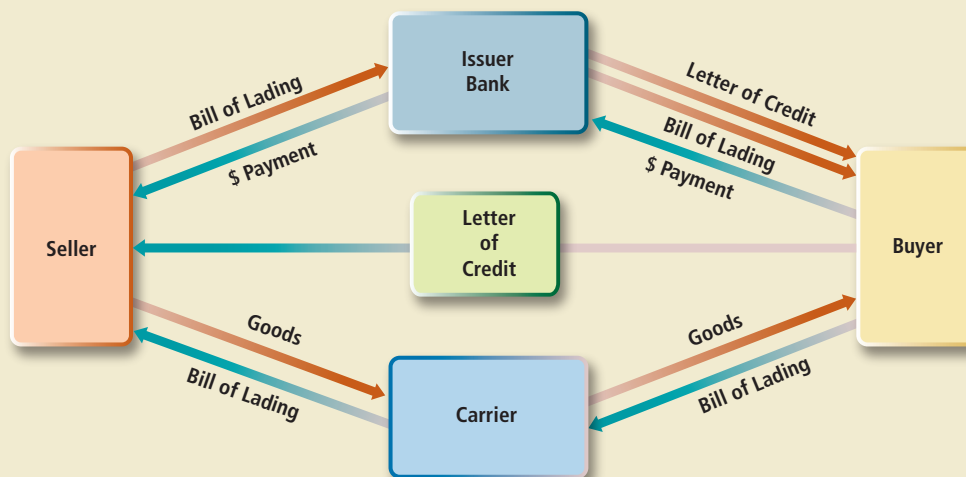 Issuer
Bank
Bill of Lading
$ Payment
Letter of Credit
Bill of Lading
$ Payment
Seller
Letter
of
Credit
Buyer
Goods
Bill of Lading
Carrier
Goods
Bill of Lading